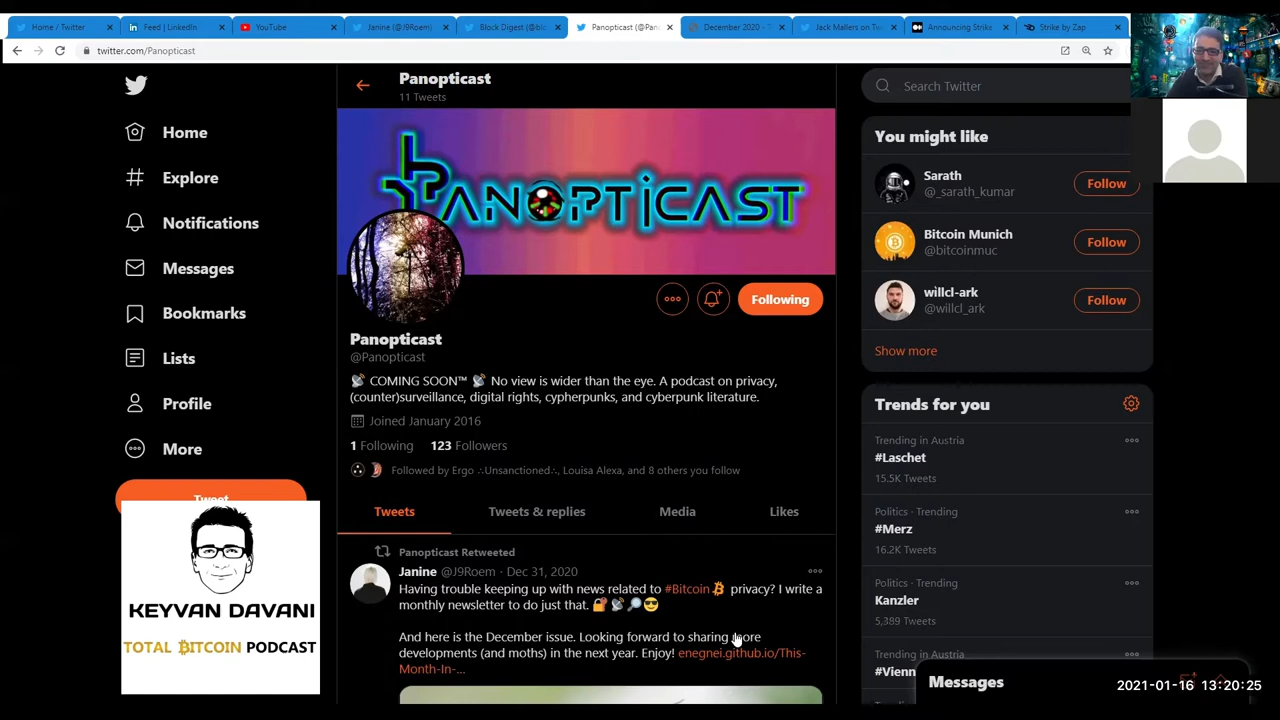 Home / Twitter
Feed | LinkedIn
YouTube
Janine (@J9Roem)
Block Digest (@blo
Panopticast (@Pan
December 2020 - T
Jack Mallers on Tw
Announcing Strike
Strike by Zap
twitter.com/Panopticast
Panopticast
11 Tweets
Home
Explore
Notifications
Messages
Bookmarks
Lists
Profile
More
Tweet
KEYVAN DAVANI
TOTAL ₿ITCOIN PODCAST
PANOPTICAST
Following
Panopticast
@Panopticast
📡 COMING SOON™ 📡 No view is wider than the eye. A podcast on privacy,
(counter)surveillance, digital rights, cypherpunks, and cyberpunk literature.
Joined January 2016
1 Following 123 Followers
Followed by Ergo ∴Unsanctioned∴, Louisa Alexa, and 8 others you follow
Tweets
Tweets & replies
Media
Likes
Panopticast Retweeted
Janine @J9Roem · Dec 31, 2020
Having trouble keeping up with news related to #Bitcoin ₿ privacy? I write a
monthly newsletter to do just that. 🔐 📡 🔎 😎
And here is the December issue. Looking forward to sharing more
developments (and moths) in the next year. Enjoy! enegnei.github.io/This-
Month-In-...
Search Twitter
You might like
Sarath
@_sarath_kumar
Follow
Bitcoin Munich
@bitcoinmuc
Follow
willcl-ark
@willcl_ark
Follow
Show more
Trends for you
Trending in Austria
#Laschet
15.5K Tweets
Politics · Trending
#Merz
16.2K Tweets
Politics · Trending
Kanzler
5,389 Tweets
Trending in Austria
#Vienn
Messages
2021-01-16 13:20:25